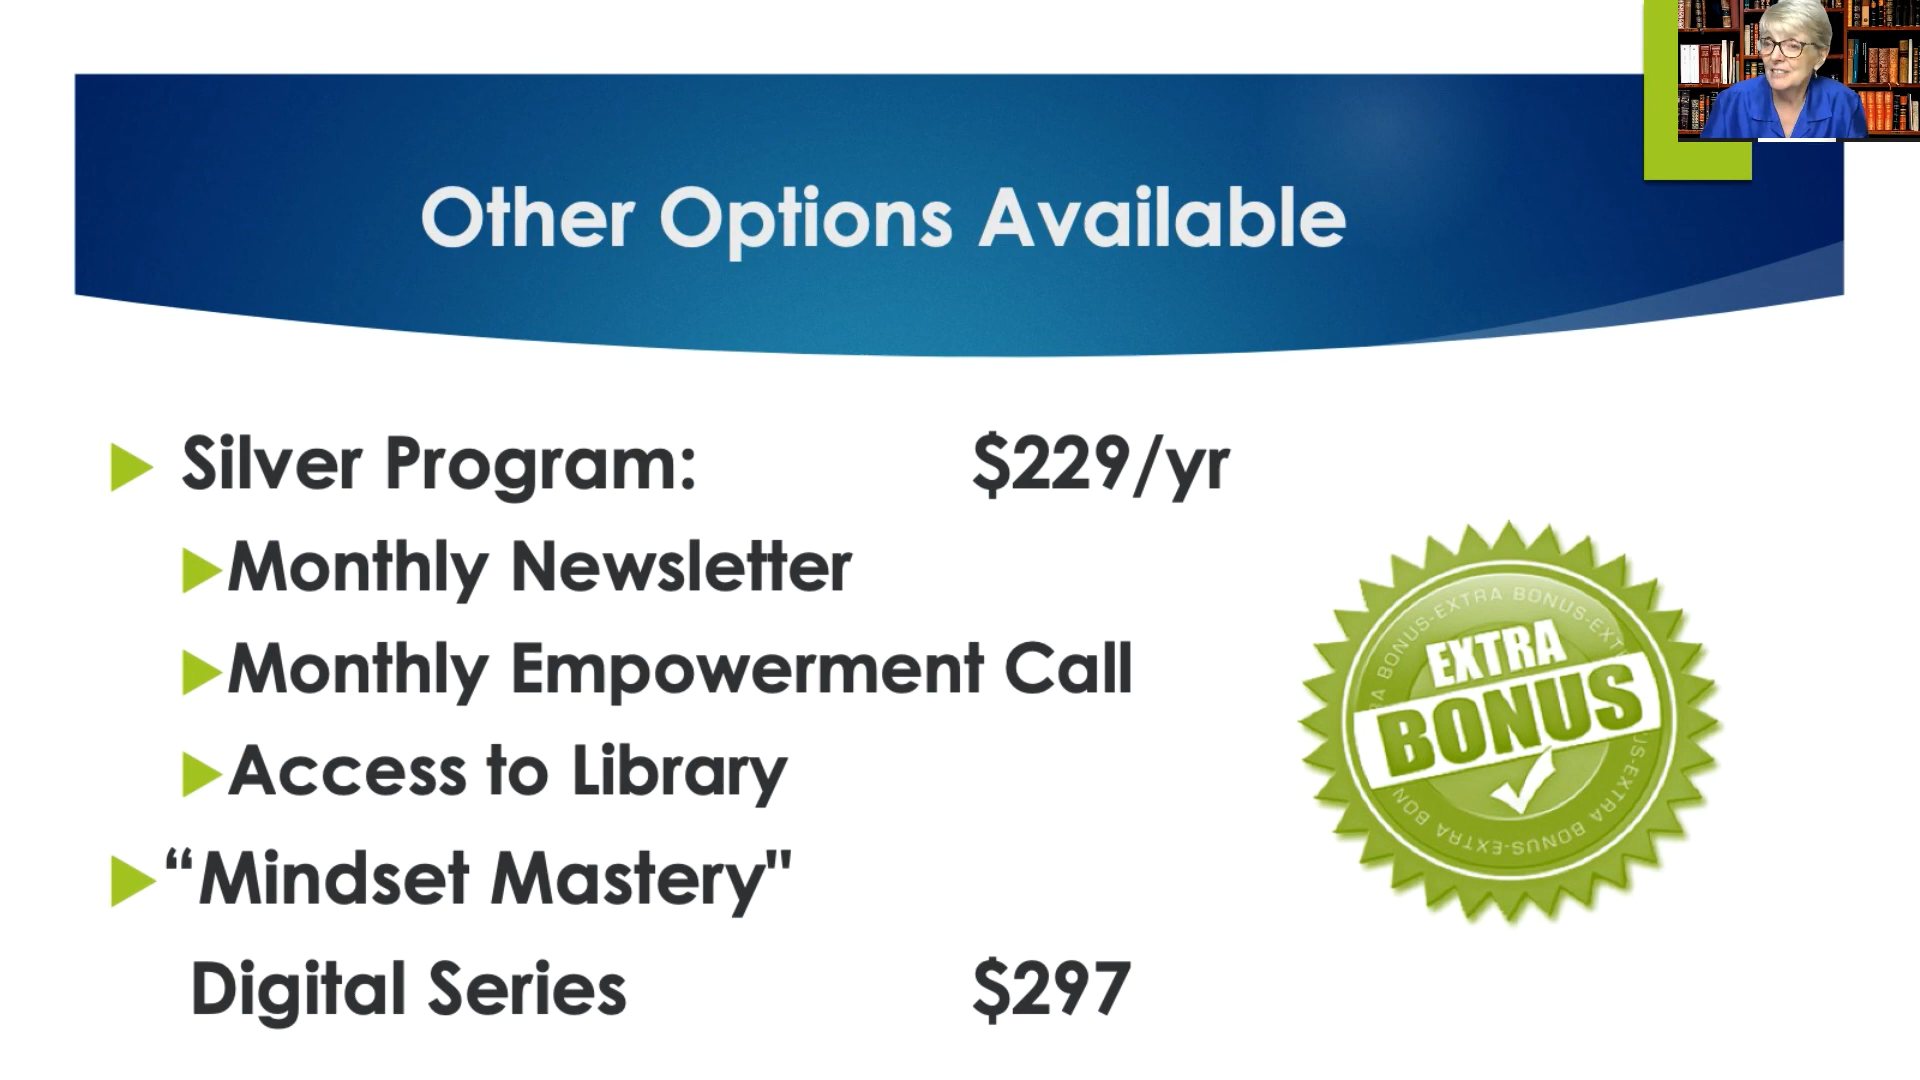 Other Options Available
Silver Program: $229/yr
Monthly Newsletter
Monthly Empowerment Call
Access to Library
“Mindset Mastery"
Digital Series $297
EXTRA
BONUS